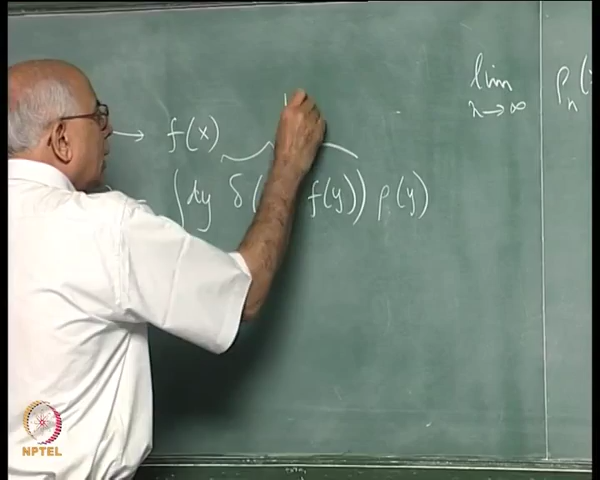 → f(x)
lim n→∞ ρₙ(
∫dy δ( f(y)) ρ(y)
NPTEL